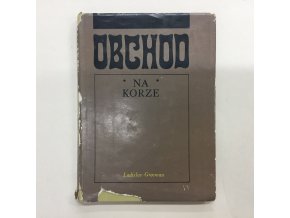 OBCHOD
* NA *
KORZE
Ladislav Grosman